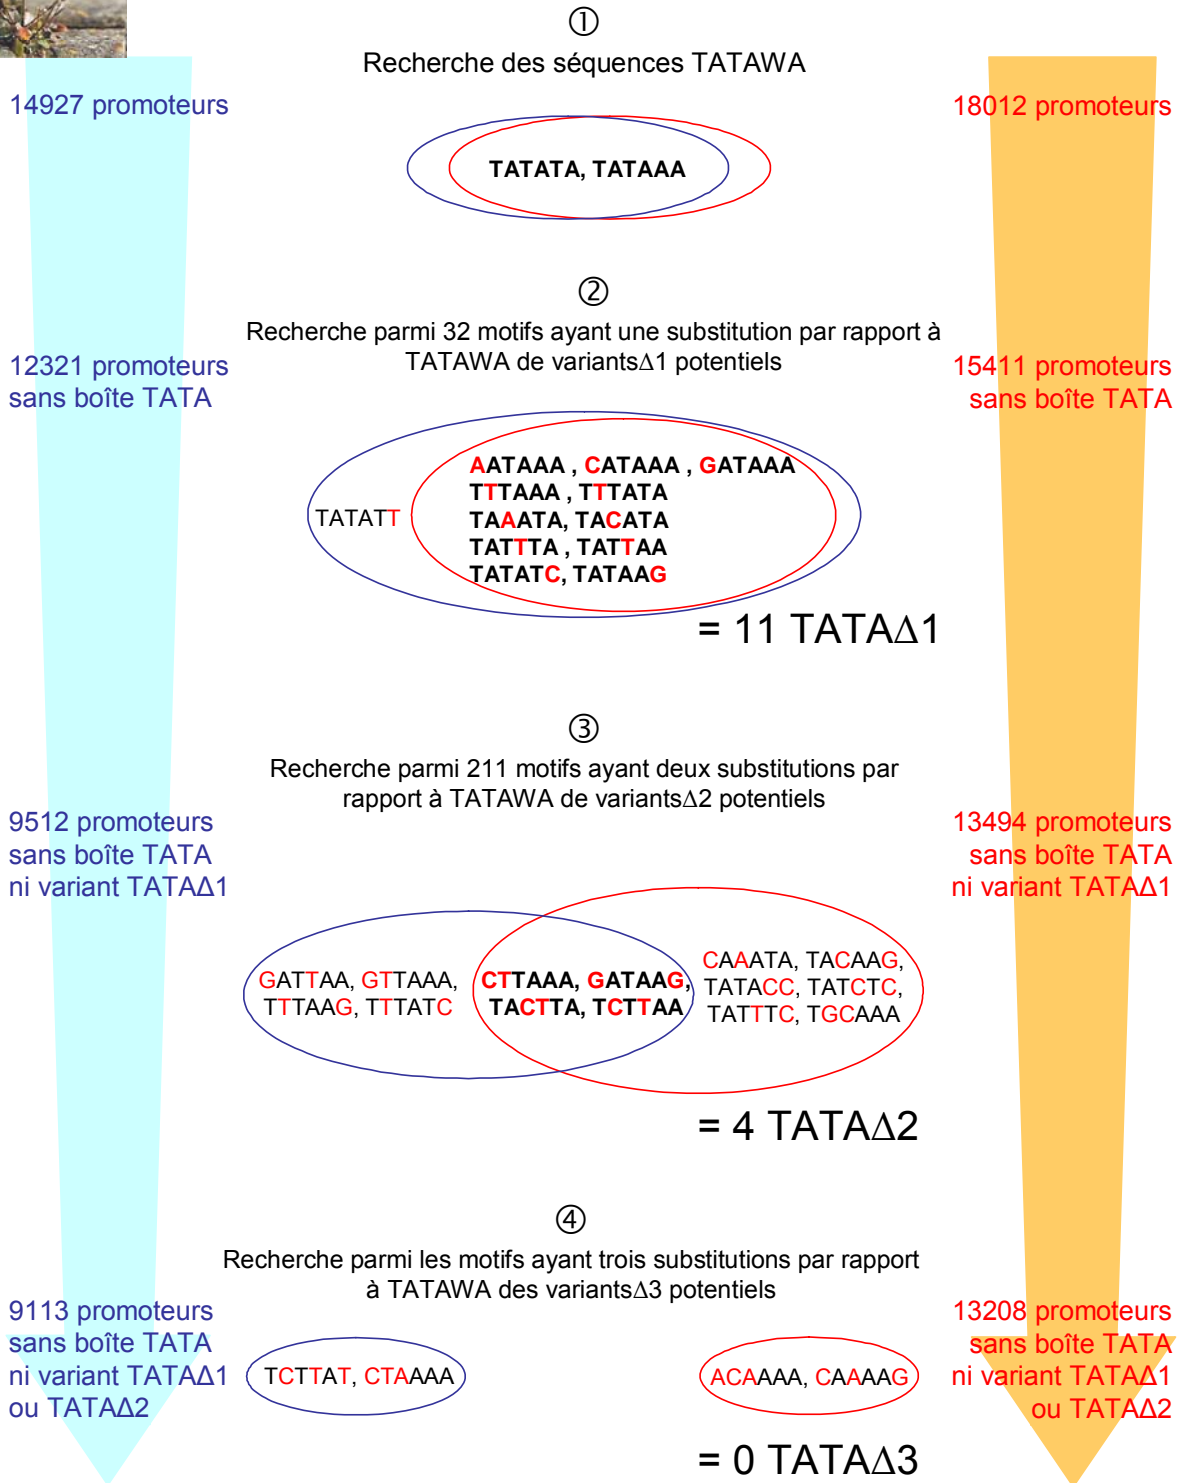 ①
Recherche des séquences TATAWA
14927 promoteurs
18012 promoteurs
TATATA, TATAAA
②
Recherche parmi 32 motifs ayant une substitution par rapport à
TATAWA de variantsΔ1 potentiels
12321 promoteurs
sans boîte TATA
15411 promoteurs
sans boîte TATA
TATATT
AATAAA , CATAAA , GATAAA
TTTAAA , TTTATA
TAAATA, TACATA
TATTTA , TATTAA
TATATC, TATAAG
= 11 TATAΔ1
③
Recherche parmi 211 motifs ayant deux substitutions par
rapport à TATAWA de variantsΔ2 potentiels
9512 promoteurs
sans boîte TATA
ni variant TATAΔ1
13494 promoteurs
sans boîte TATA
ni variant TATAΔ1
GATTAA, GTTAAA,
TTTAAG, TTTATC
CTTAAA, GATAAG,
TACTTA, TCTTAA
CAAATA, TACAAG,
TATACC, TATCTC,
TATTTC, TGCAAA
= 4 TATAΔ2
④
Recherche parmi les motifs ayant trois substitutions par rapport
à TATAWA des variantsΔ3 potentiels
9113 promoteurs
sans boîte TATA
ni variant TATAΔ1
ou TATAΔ2
13208 promoteurs
sans boîte TATA
ni variant TATAΔ1
ou TATAΔ2
TCTTAT, CTAAAA
ACAAAA, CAAAAG
= 0 TATAΔ3